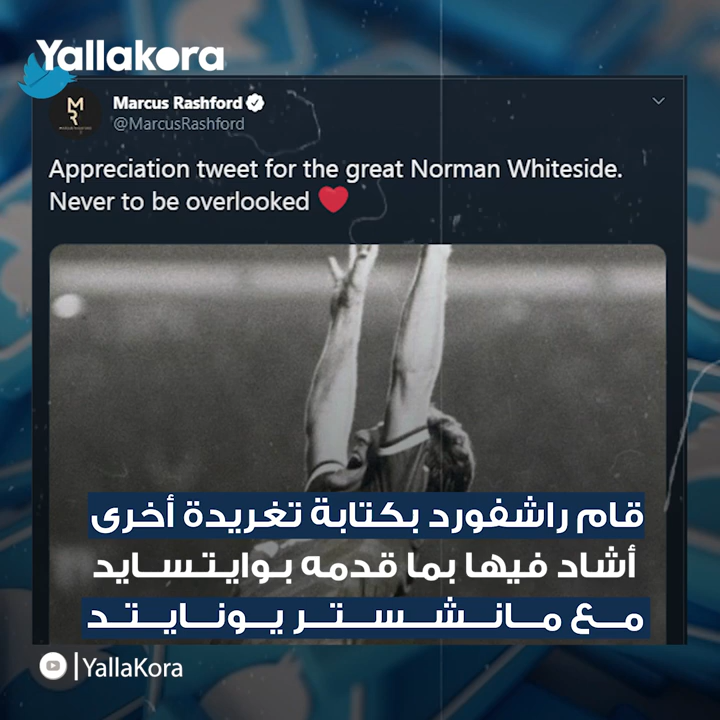 Yallakora
Marcus Rashford
@MarcusRashford
Appreciation tweet for the great Norman Whiteside.
Never to be overlooked ❤
قام راشفورد بكتابة تغريدة أخرى
أشاد فيها بما قدمه بوايتسايد
مع مانشستر يونايتد
| YallaKora